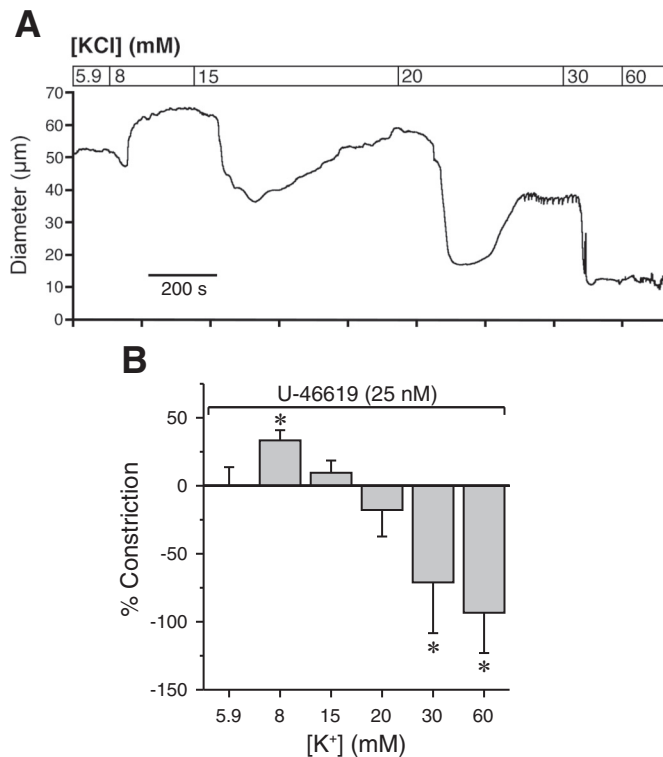 A
[KCl] (mM)
5.9 8 15 20 30 60
70
60
50
40
30
20
10
0
Diameter (μm)
200 s
B
U-46619 (25 nM)
50
0
-50
-100
-150
% Constriction
*
*
*
5.9 8 15 20 30 60
[K⁺] (mM)